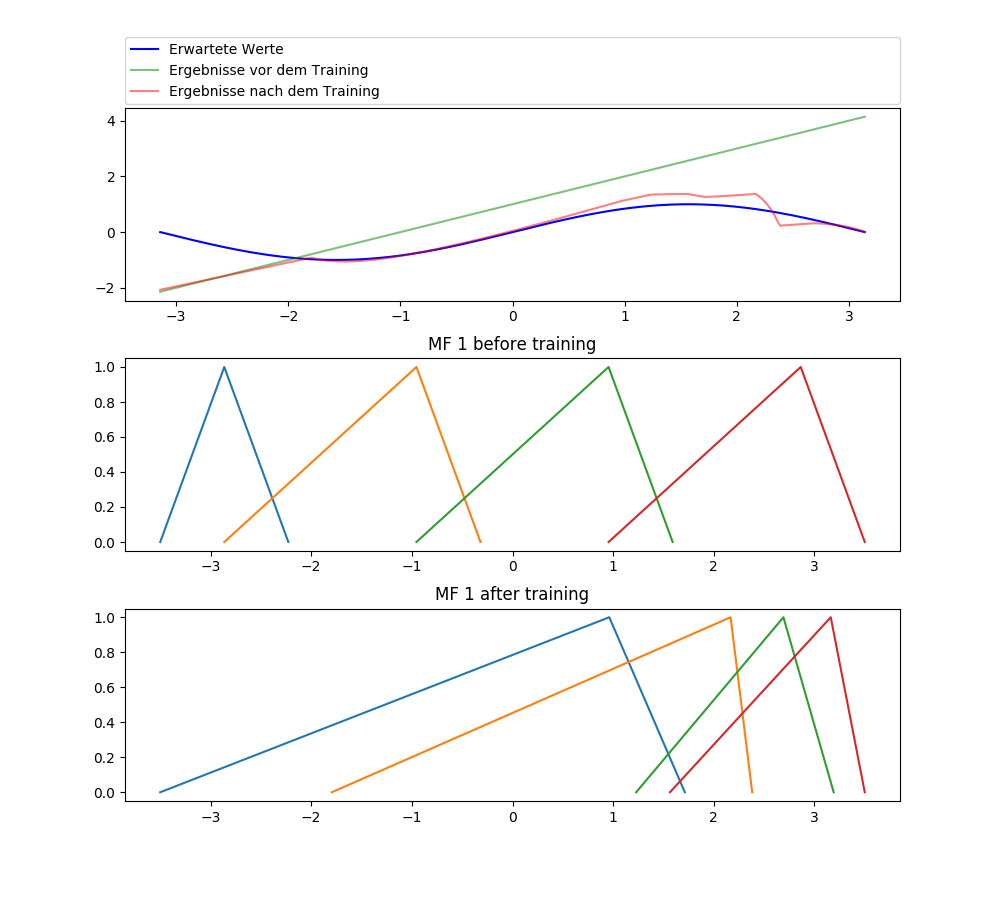 Erwartete Werte
Ergebnisse vor dem Training
Ergebnisse nach dem Training
4
2
0
−2
−3 −2 −1 0 1 2 3
MF 1 before training
1.0
0.8
0.6
0.4
0.2
0.0
−3 −2 −1 0 1 2 3
MF 1 after training
1.0
0.8
0.6
0.4
0.2
0.0
−3 −2 −1 0 1 2 3